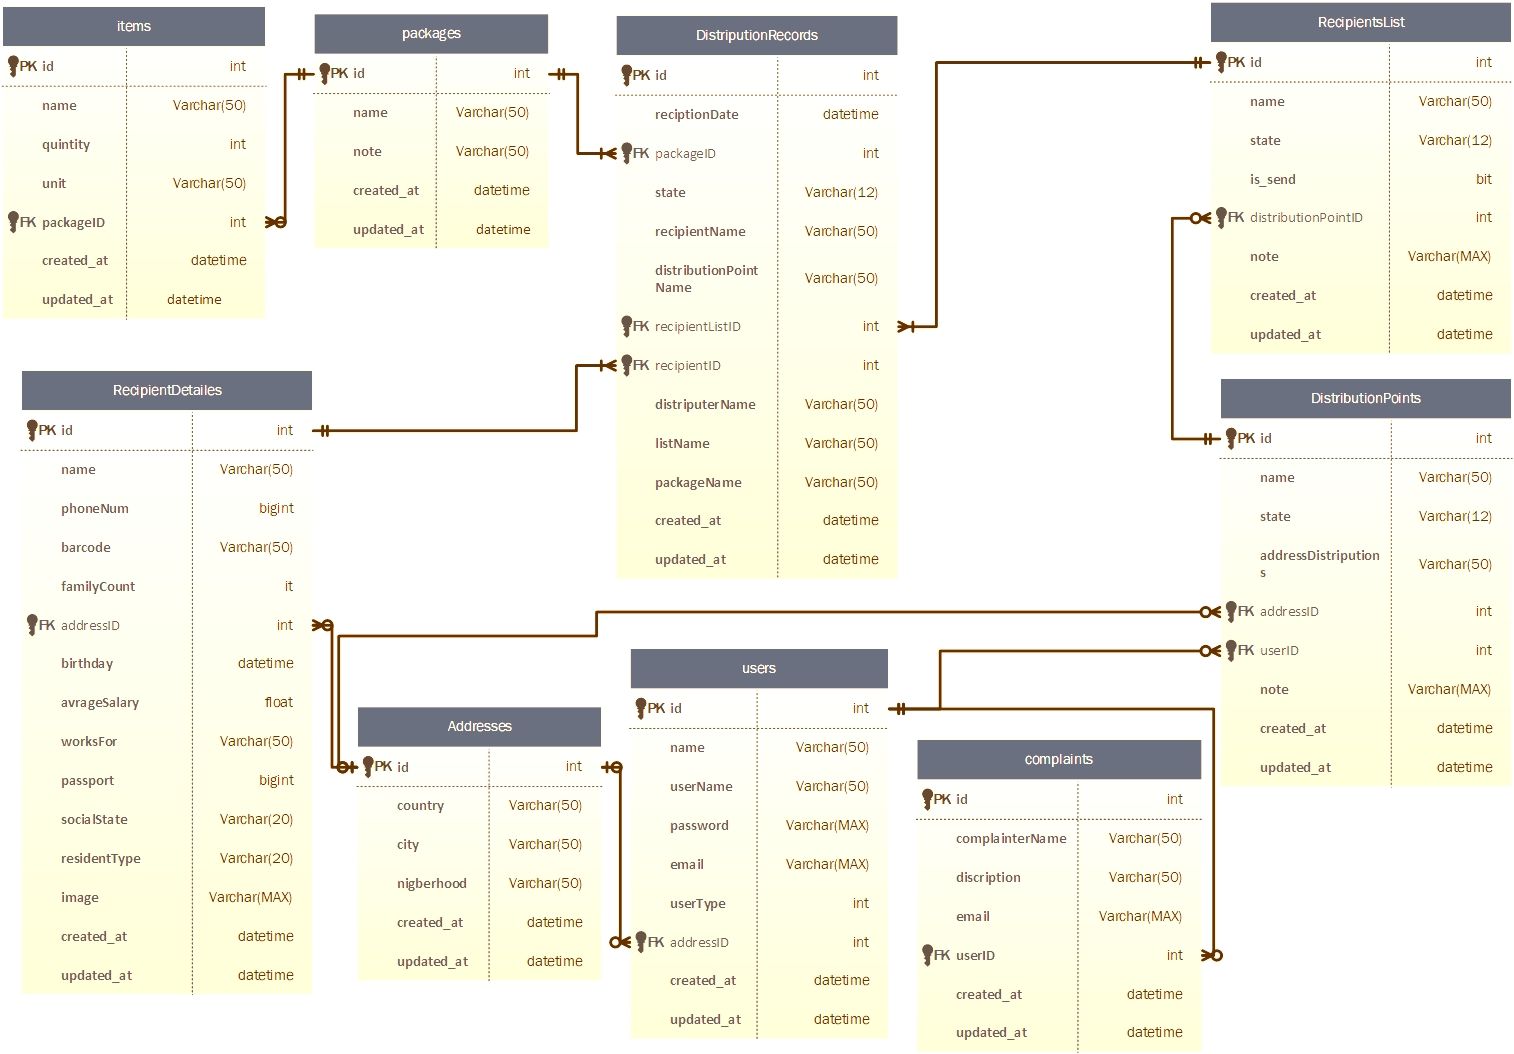 items
PK id int
name Varchar(50)
quintity int
unit Varchar(50)
FK packageID int
created_at datetime
updated_at datetime
packages
PK id int
name Varchar(50)
note Varchar(50)
created_at datetime
updated_at datetime
DistriputionRecords
PK id int
reciptionDate datetime
FK packageID int
state Varchar(12)
recipientName Varchar(50)
distributionPoint
Name Varchar(50)
FK recipientListID int
FK recipientID int
distriputerName Varchar(50)
listName Varchar(50)
packageName Varchar(50)
created_at datetime
updated_at datetime
RecipientsList
PK id int
name Varchar(50)
state Varchar(12)
is_send bit
FK distributionPointID int
note Varchar(MAX)
created_at datetime
updated_at datetime
RecipientDetailes
PK id int
name Varchar(50)
phoneNum bigint
barcode Varchar(50)
familyCount it
FK addressID int
birthday datetime
avrageSalary float
worksFor Varchar(50)
passport bigint
socialState Varchar(20)
residentType Varchar(20)
image Varchar(MAX)
created_at datetime
updated_at datetime
DistributionPoints
PK id int
name Varchar(50)
state Varchar(12)
addressDistripution
s Varchar(50)
FK addressID int
FK userID int
note Varchar(MAX)
created_at datetime
updated_at datetime
Addresses
PK id int
country Varchar(50)
city Varchar(50)
nigberhood Varchar(50)
created_at datetime
updated_at datetime
users
PK id int
name Varchar(50)
userName Varchar(50)
password Varchar(MAX)
email Varchar(MAX)
userType int
FK addressID int
created_at datetime
updated_at datetime
complaints
PK id int
complainterName Varchar(50)
discription Varchar(50)
email Varchar(MAX)
FK userID int
created_at datetime
updated_at datetime